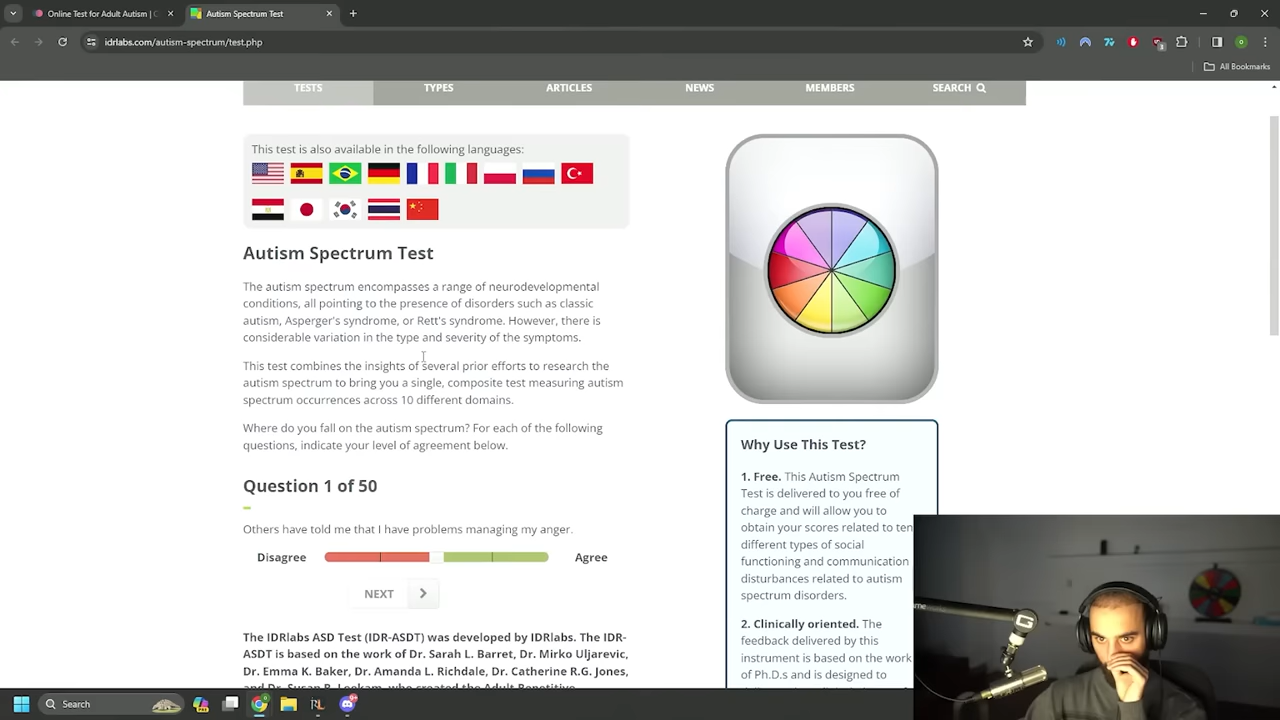 Online Test for Adult Autism | C
Autism Spectrum Test
idrlabs.com/autism-spectrum/test.php
All Bookmarks
TESTS
TYPES
ARTICLES
NEWS
MEMBERS
SEARCH
This test is also available in the following languages:
Autism Spectrum Test
The autism spectrum encompasses a range of neurodevelopmental
conditions, all pointing to the presence of disorders such as classic
autism, Asperger's syndrome, or Rett's syndrome. However, there is
considerable variation in the type and severity of the symptoms.
This test combines the insights of several prior efforts to research the
autism spectrum to bring you a single, composite test measuring autism
spectrum occurrences across 10 different domains.
Where do you fall on the autism spectrum? For each of the following
questions, indicate your level of agreement below.
Question 1 of 50
Others have told me that I have problems managing my anger.
Disagree
Agree
NEXT
The IDRlabs ASD Test (IDR-ASDT) was developed by IDRlabs. The IDR-
ASDT is based on the work of Dr. Sarah L. Barret, Dr. Mirko Uljarevic,
Dr. Emma K. Baker, Dr. Amanda L. Richdale, Dr. Catherine R.G. Jones,
and Dr. Susan R. Leekam, who created the Adult Repetitive
Why Use This Test?
1. Free. This Autism Spectrum
Test is delivered to you free of
charge and will allow you to
obtain your scores related to ten
different types of social
functioning and communication
disturbances related to autism
spectrum disorders.
2. Clinically oriented. The
feedback delivered by this
instrument is based on the work
of Ph.D.s and is designed to
Search